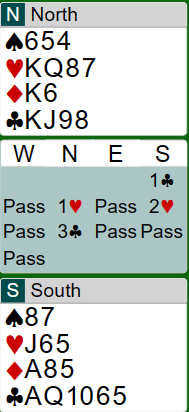 N North
♠654
♥KQ87
♦K6
♣KJ98
W N E S
1♣
Pass 1♥ Pass 2♥
Pass 3♣ Pass Pass
Pass
S South
♠87
♥J65
♦A85
♣AQ1065